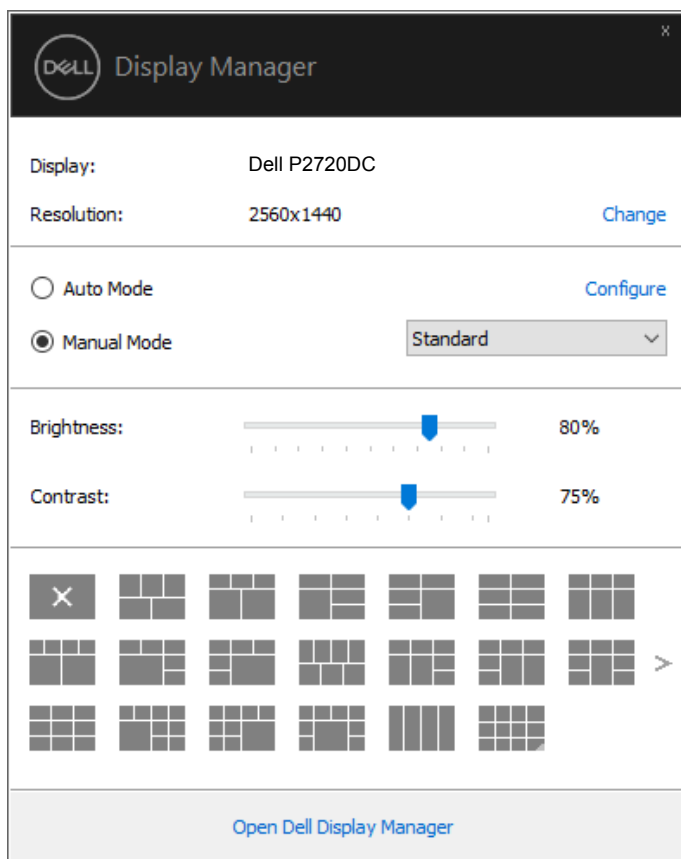 x
DELL Display Manager
Display: Dell P2720DC
Resolution: 2560x1440 Change
Auto Mode Configure
Manual Mode Standard
Brightness: 80%
Contrast: 75%
>
Open Dell Display Manager